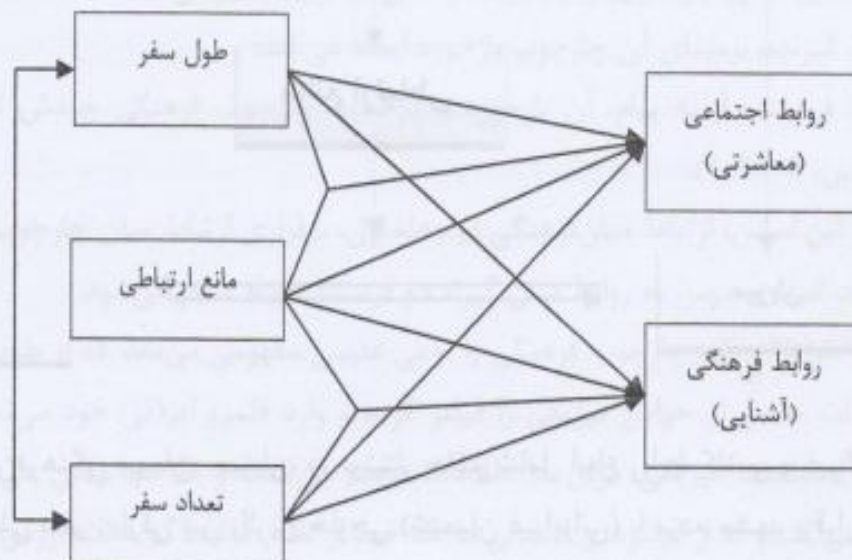 طول سفر
روابط اجتماعی
(معاشرتی)
مانع ارتباطی
روابط فرهنگی
(آشنایی)
تعداد سفر